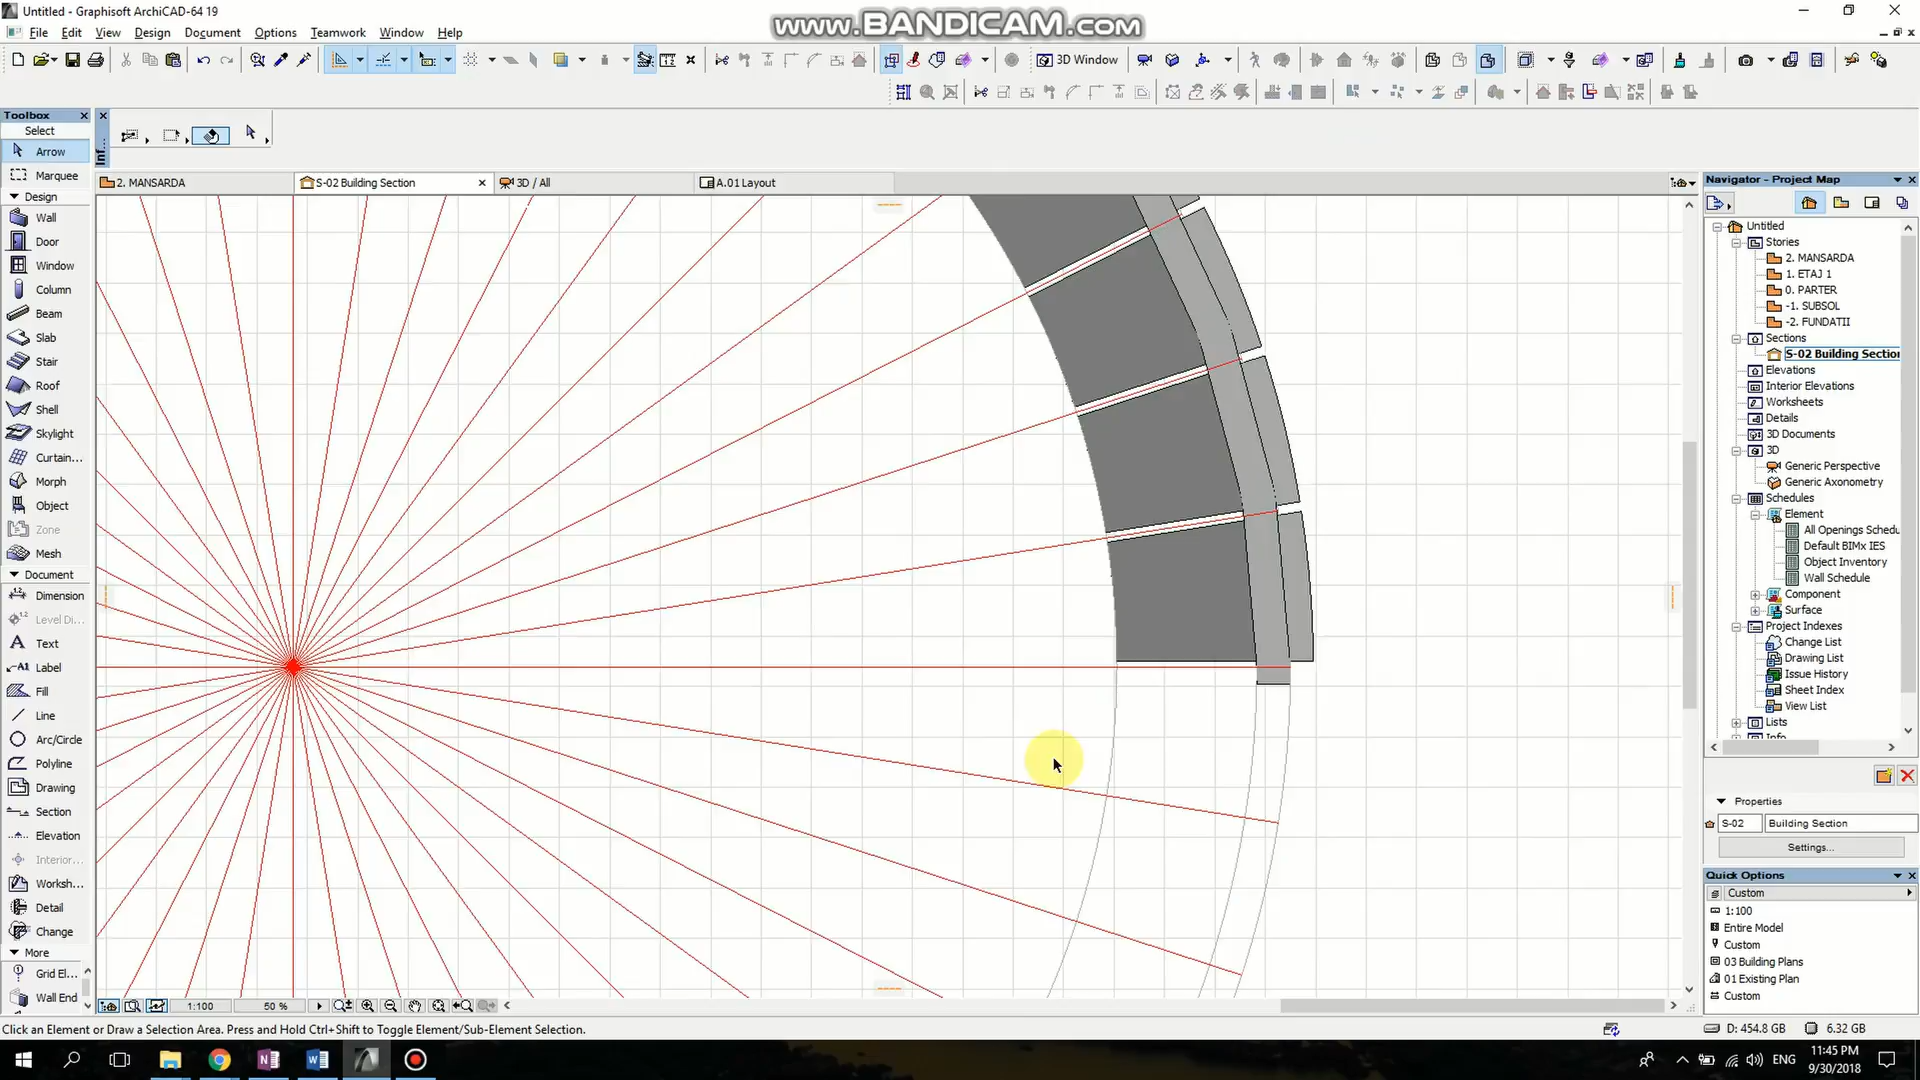 Untitled - Graphisoft ArchiCAD-64 19
www.BANDICAM.com
File Edit View Design Document Options Teamwork Window Help
3D Window
Toolbox
Select
Arrow
Marquee
Design
Wall
Door
Window
Column
Beam
Slab
Stair
Roof
Shell
Skylight
Curtain...
Morph
Object
Zone
Mesh
Document
Dimension
Level Di...
Text
Label
Fill
Line
Arc/Circle
Polyline
Drawing
Section
Elevation
Interior...
Worksh...
Detail
Change
More
Grid El...
Wall End
2. MANSARDA
S-02 Building Section
3D / All
A.01 Layout
1:100
50 %
Navigator - Project Map
Untitled
Stories
2. MANSARDA
1. ETAJ 1
0. PARTER
-1. SUBSOL
-2. FUNDATII
Sections
S-02 Building Section
Elevations
Interior Elevations
Worksheets
Details
3D Documents
3D
Generic Perspective
Generic Axonometry
Schedules
Element
All Openings Schedu
Default BIMx IES
Object Inventory
Wall Schedule
Component
Surface
Project Indexes
Change List
Drawing List
Issue History
Sheet Index
View List
Lists
Properties
S-02 Building Section
Settings...
Quick Options
Custom
1:100
Entire Model
Custom
03 Building Plans
01 Existing Plan
Custom
Click an Element or Draw a Selection Area. Press and Hold Ctrl+Shift to Toggle Element/Sub-Element Selection.
D: 454.8 GB 6.32 GB
ENG
11:45 PM
9/30/2018